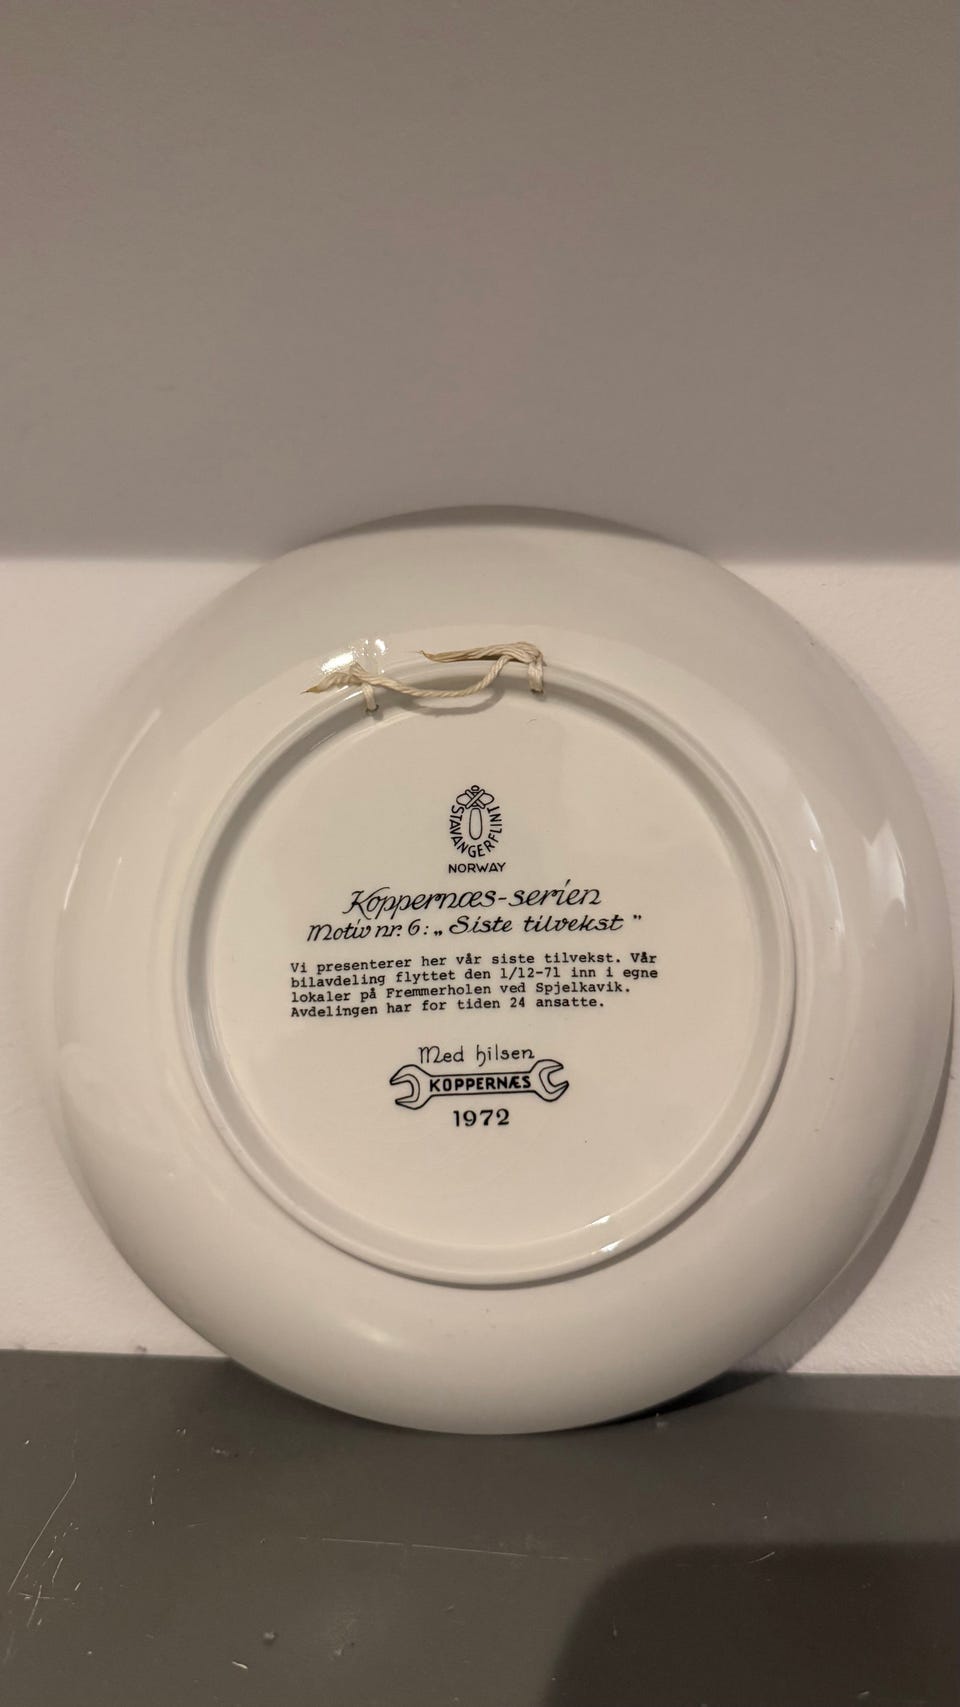 STAVANGERFLINT
NORWAY
Koppernæs-serien
Motiv nr. 6: „Siste tilvekst”
Vi presenterer her vår siste tilvekst. Vår
bilavdeling flyttet den 1/12-71 inn i egne
lokaler på Fremmerholen ved Spjelkavik.
Avdelingen har for tiden 24 ansatte.
Med hilsen
KOPPERNÆS
1972